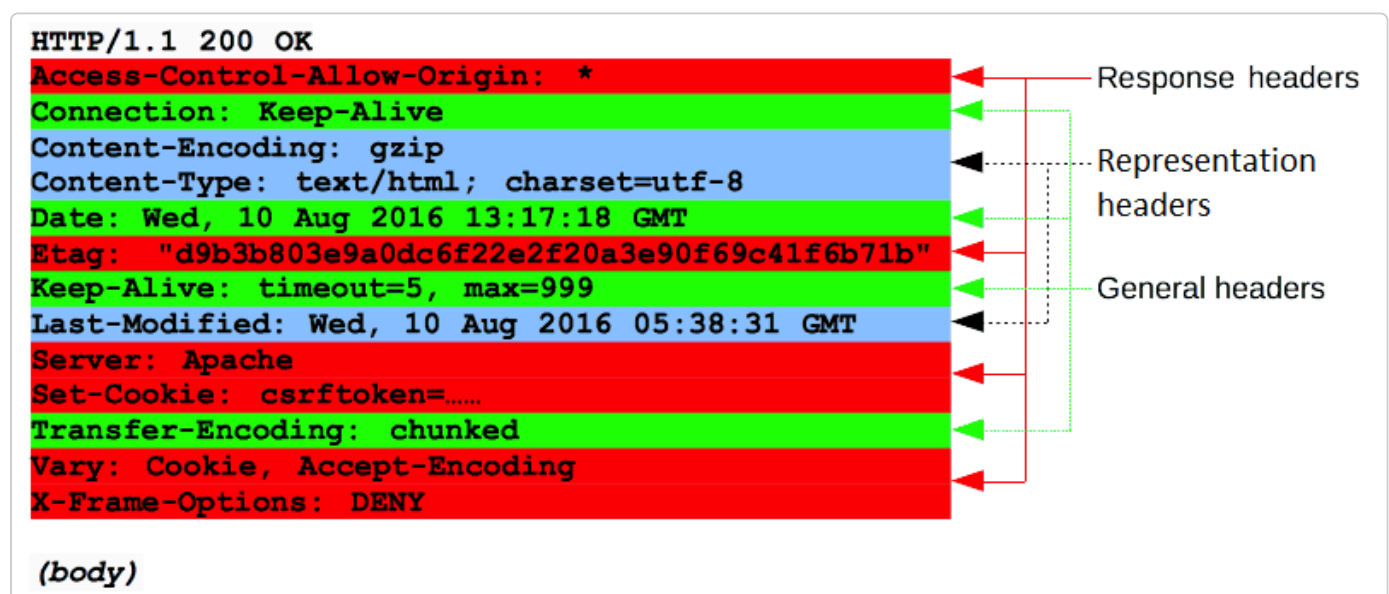 HTTP/1.1 200 OK
Access-Control-Allow-Origin: *
Connection: Keep-Alive
Content-Encoding: gzip
Content-Type: text/html; charset=utf-8
Date: Wed, 10 Aug 2016 13:17:18 GMT
Etag: "d9b3b803e9a0dc6f22e2f20a3e90f69c41f6b71b"
Keep-Alive: timeout=5, max=999
Last-Modified: Wed, 10 Aug 2016 05:38:31 GMT
Server: Apache
Set-Cookie: csrftoken=……
Transfer-Encoding: chunked
Vary: Cookie, Accept-Encoding
X-Frame-Options: DENY
(body)
Response headers
Representation
headers
General headers